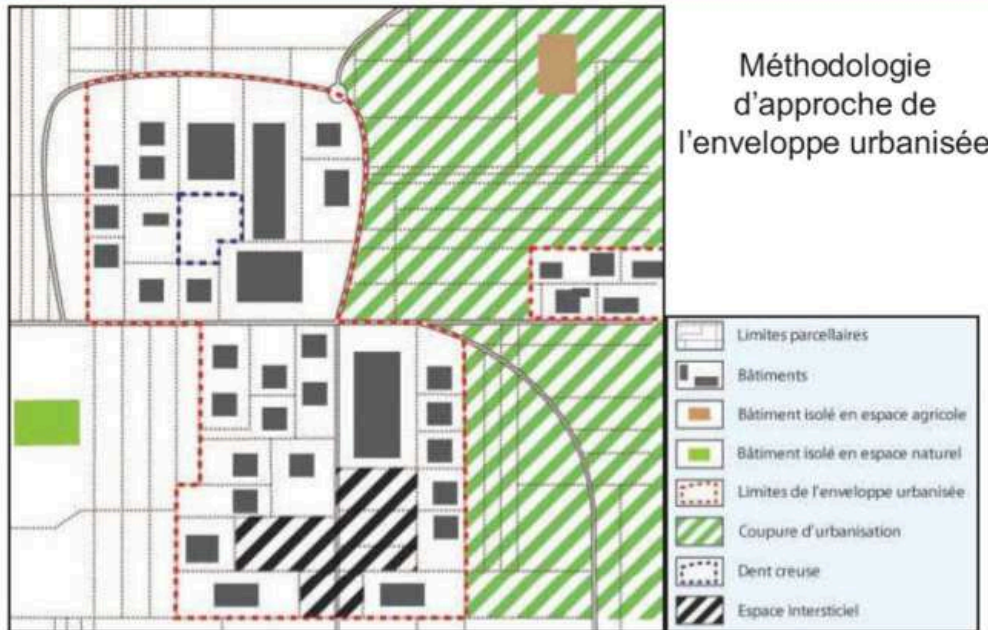 Méthodologie
d'approche de
l'enveloppe urbanisée
Limites parcellaires
Bâtiments
Bâtiment isolé en espace agricole
Bâtiment isolé en espace naturel
Limites de l'enveloppe urbanisée
Coupure d'urbanisation
Dent creuse
Espace Intersticiel